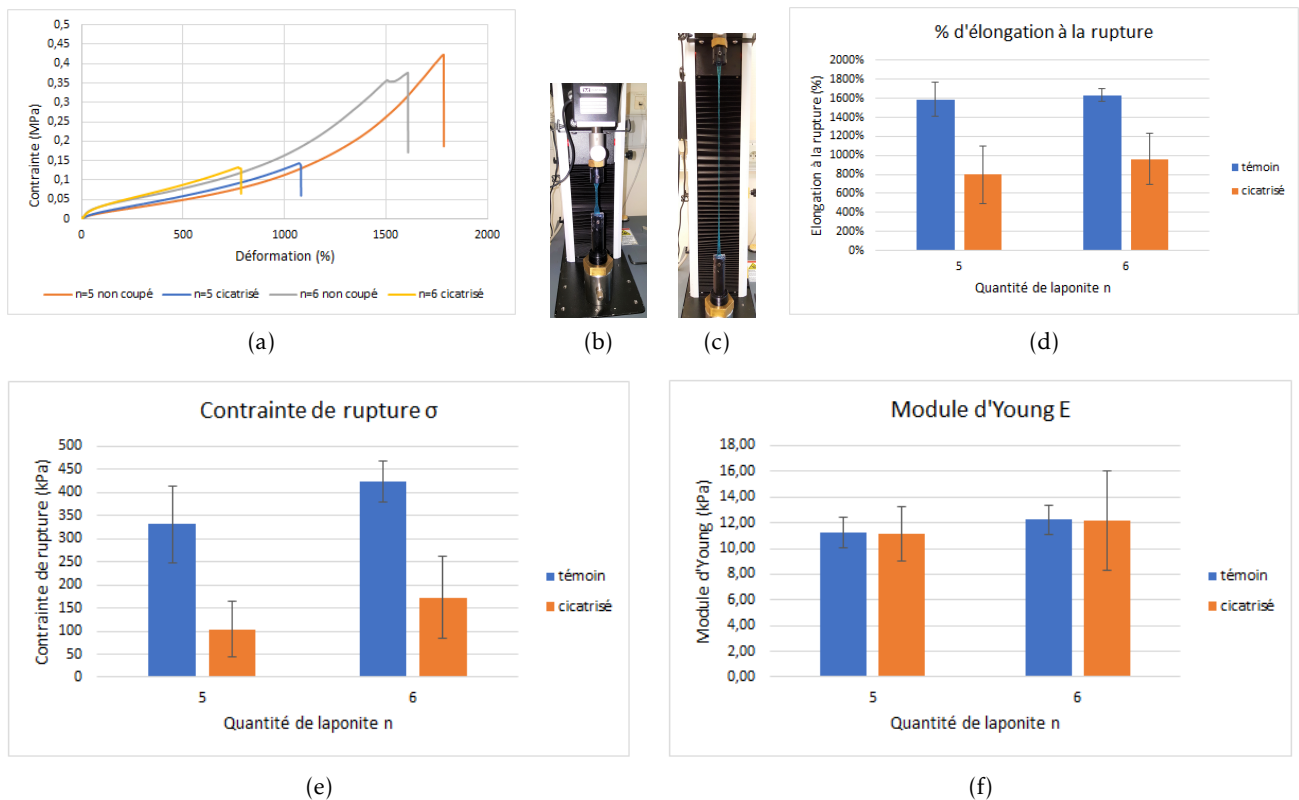 0,5
0,45
0,4
0,35
0,3
0,25
0,2
0,15
0,1
0,05
0
Contrainte (MPa)
0 500 1000 1500 2000
Déformation (%)
n=5 non coupé n=5 cicatrisé n=6 non coupé n=6 cicatrisé
(a)
(b)
(c)
% d'élongation à la rupture
2000%
1800%
1600%
1400%
1200%
1000%
800%
600%
400%
200%
0%
Elongation à la rupture (%)
5 6
Quantité de laponite n
témoin
cicatrisé
(d)
Contrainte de rupture σ
500
450
400
350
300
250
200
150
100
50
0
Contrainte de rupture (kPa)
5 6
Quantité de laponite n
témoin
cicatrisé
(e)
Module d'Young E
18,00
16,00
14,00
12,00
10,00
8,00
6,00
4,00
2,00
0,00
Module d'Young (kPa)
5 6
Quantité de laponite n
témoin
cicatrisé
(f)